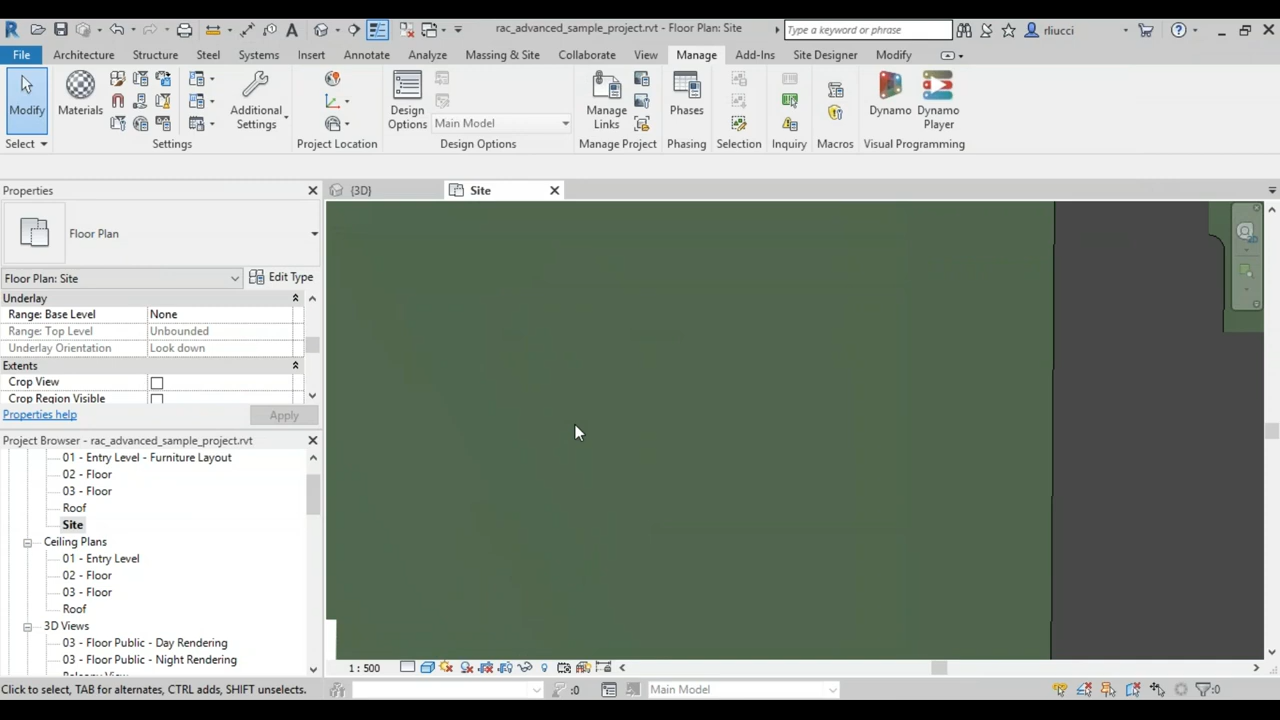 rac_advanced_sample_project.rvt - Floor Plan: Site
Type a keyword or phrase
rliucci
File Architecture Structure Steel Systems Insert Annotate Analyze Massing & Site Collaborate View Manage Add-Ins Site Designer Modify
Modify
Materials
Additional
Settings
Design
Options
Main Model
Manage
Links
Phases
Dynamo
Dynamo
Player
Select
Settings
Project Location
Design Options
Manage Project
Phasing
Selection
Inquiry
Macros
Visual Programming
Properties
{3D}
Site
Floor Plan
Floor Plan: Site
Edit Type
Underlay
Range: Base Level None
Range: Top Level Unbounded
Underlay Orientation Look down
Extents
Crop View
Crop Region Visible
Properties help
Apply
Project Browser - rac_advanced_sample_project.rvt
01 - Entry Level - Furniture Layout
02 - Floor
03 - Floor
Roof
Site
Ceiling Plans
01 - Entry Level
02 - Floor
03 - Floor
Roof
3D Views
03 - Floor Public - Day Rendering
03 - Floor Public - Night Rendering
1 : 500
Click to select, TAB for alternates, CTRL adds, SHIFT unselects.
:0
Main Model
:0